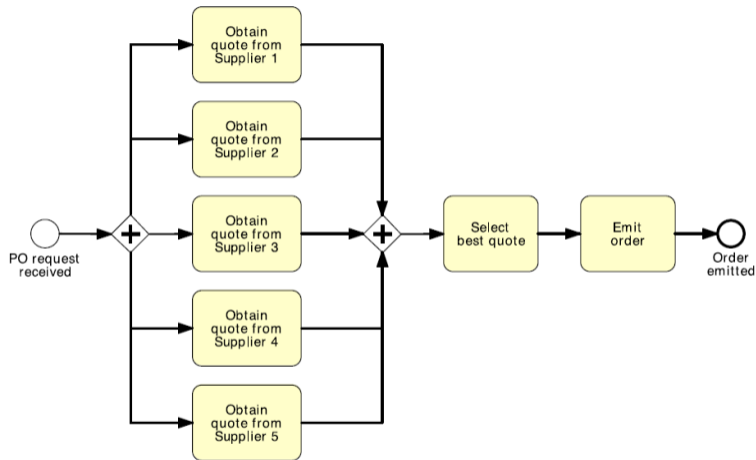 Obtain
quote from
Supplier 1
Obtain
quote from
Supplier 2
PO request
received
Obtain
quote from
Supplier 3
Select
best quote
Emit
order
Order
emitted
Obtain
quote from
Supplier 4
Obtain
quote from
Supplier 5